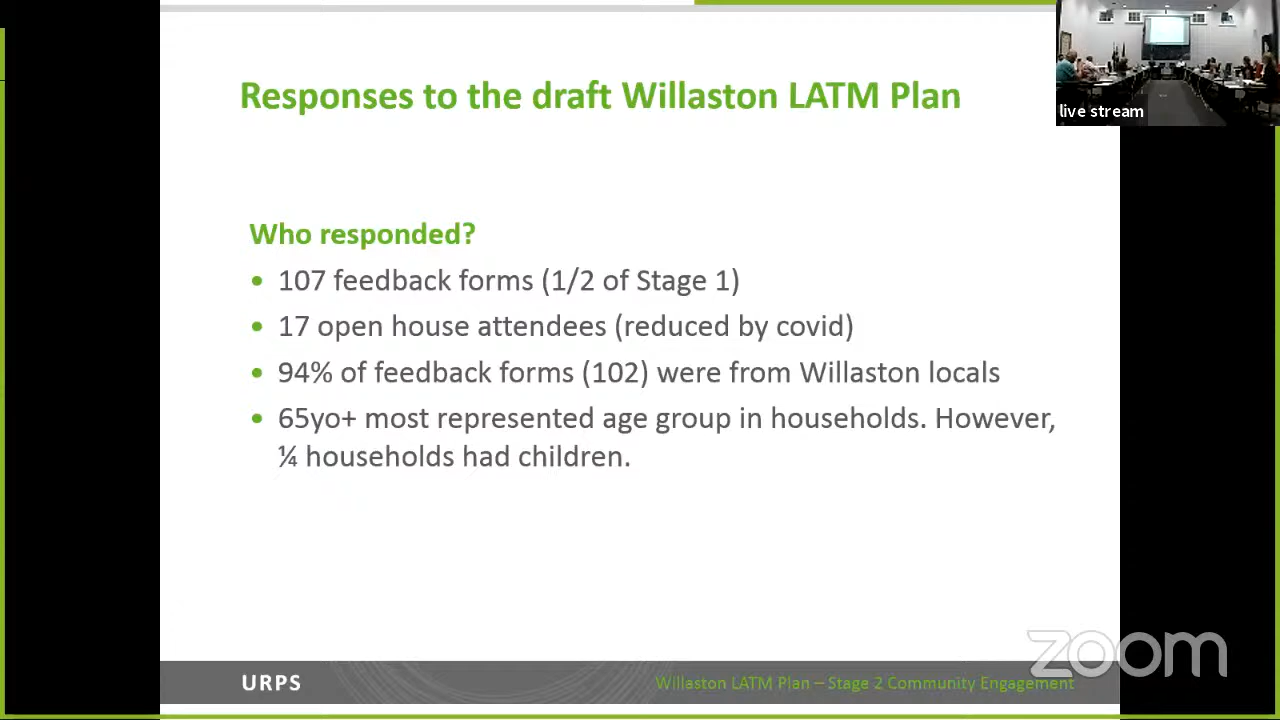 Responses to the draft Willaston LATM Plan
live stream
Who responded?
• 107 feedback forms (1/2 of Stage 1)
• 17 open house attendees (reduced by covid)
• 94% of feedback forms (102) were from Willaston locals
• 65yo+ most represented age group in households. However,
¼ households had children.
zoom
URPS
Willaston LATM Plan – Stage 2 Community Engagement